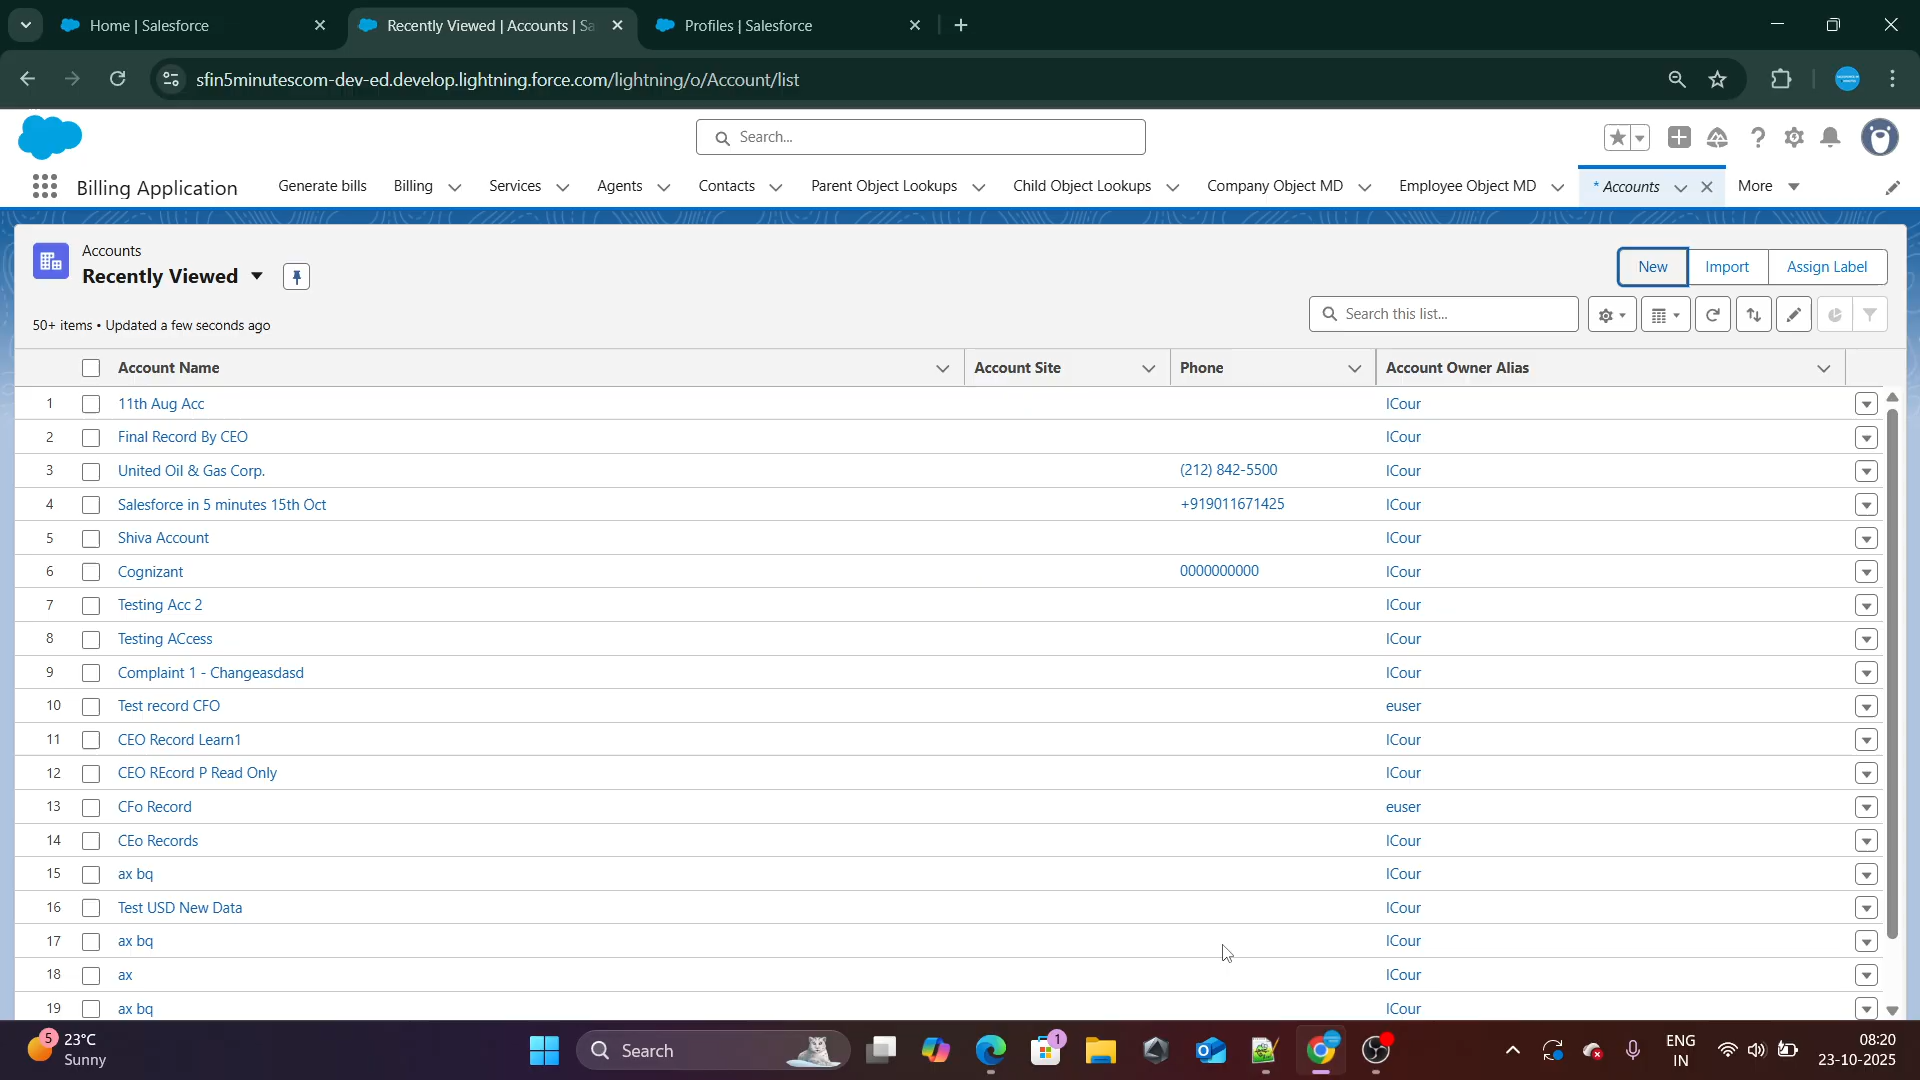 Home | Salesforce
Recently Viewed | Accounts | Sa
Profiles | Salesforce
sfin5minutescom-dev-ed.develop.lightning.force.com/lightning/o/Account/list
Search...
Billing Application
Generate bills
Billing
Services
Agents
Contacts
Parent Object Lookups
Child Object Lookups
Company Object MD
Employee Object MD
* Accounts
More
Accounts
Recently Viewed
New
Import
Assign Label
50+ items • Updated a few seconds ago
Search this list...
Account Name Account Site Phone Account Owner Alias
1 11th Aug Acc ICour
2 Final Record By CEO ICour
3 United Oil & Gas Corp. (212) 842-5500 ICour
4 Salesforce in 5 minutes 15th Oct +919011671425 ICour
5 Shiva Account ICour
6 Cognizant 0000000000 ICour
7 Testing Acc 2 ICour
8 Testing ACcess ICour
9 Complaint 1 - Changeasdasd ICour
10 Test record CFO euser
11 CEO Record Learn1 ICour
12 CEO REcord P Read Only ICour
13 CFo Record euser
14 CEo Records ICour
15 ax bq ICour
16 Test USD New Data ICour
17 ax bq ICour
18 ax ICour
19 ax bq ICour
5
23°C
Sunny
Search
1
ENG
IN
08:20
23-10-2025